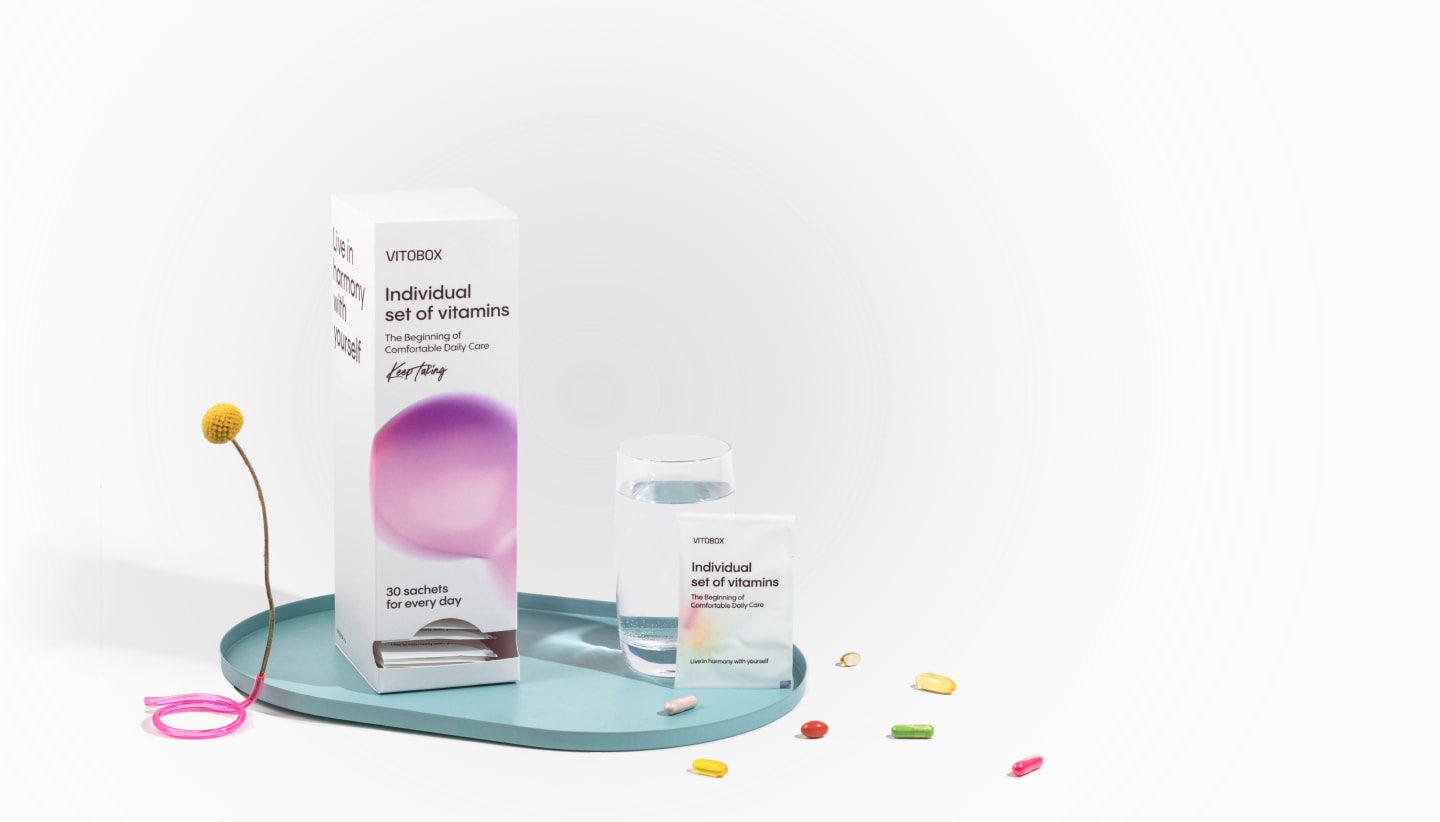 Live in
harmony
with
yourself
VITOBOX
Individual
set of vitamins
The Beginning of
Comfortable Daily Care
Keep Taking
30 sachets
for every day
VITOBOX
Individual
set of vitamins
The Beginning of
Comfortable Daily Care
Live in harmony with yourself